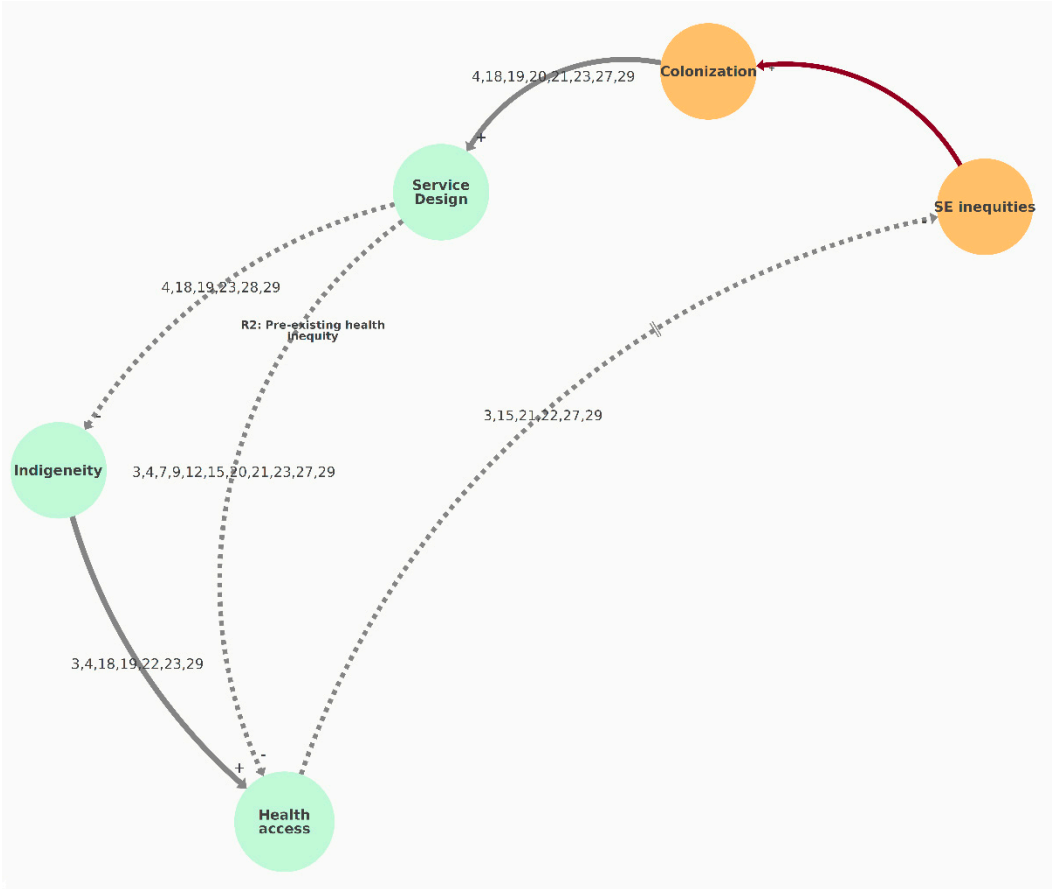 Colonization
+
4,18,19,20,21,23,27,29
+
Service
Design
SE inequities
-
4,18,19,23,28,29
R2: Pre-existing health
inequity
-
3,15,21,22,27,29
Indigeneity
3,4,7,9,12,15,20,21,23,27,29
3,4,18,19,22,23,29
-
+
Health
access